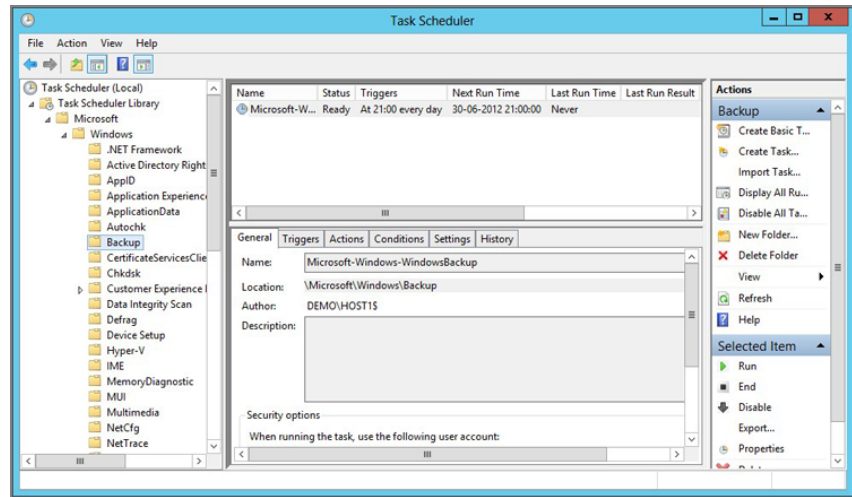 Task Scheduler
File Action View Help
Task Scheduler (Local)
Task Scheduler Library
Microsoft
Windows
.NET Framework
Active Directory Right
AppID
Application Experienc
ApplicationData
Autochk
Backup
CertificateServicesClie
Chkdsk
Customer Experience I
Data Integrity Scan
Defrag
Device Setup
Hyper-V
IME
MemoryDiagnostic
MUI
Multimedia
NetCfg
NetTrace
Name Status Triggers Next Run Time Last Run Time Last Run Result
Microsoft-W... Ready At 21:00 every day 30-06-2012 21:00:00 Never
General Triggers Actions Conditions Settings History
Name: Microsoft-Windows-WindowsBackup
Location: \Microsoft\Windows\Backup
Author: DEMO\HOST1$
Description:
Security options
When running the task, use the following user account:
Actions
Backup
Create Basic T...
Create Task...
Import Task...
Display All Ru...
Disable All Ta...
New Folder...
Delete Folder
View
Refresh
Help
Selected Item
Run
End
Disable
Export...
Properties